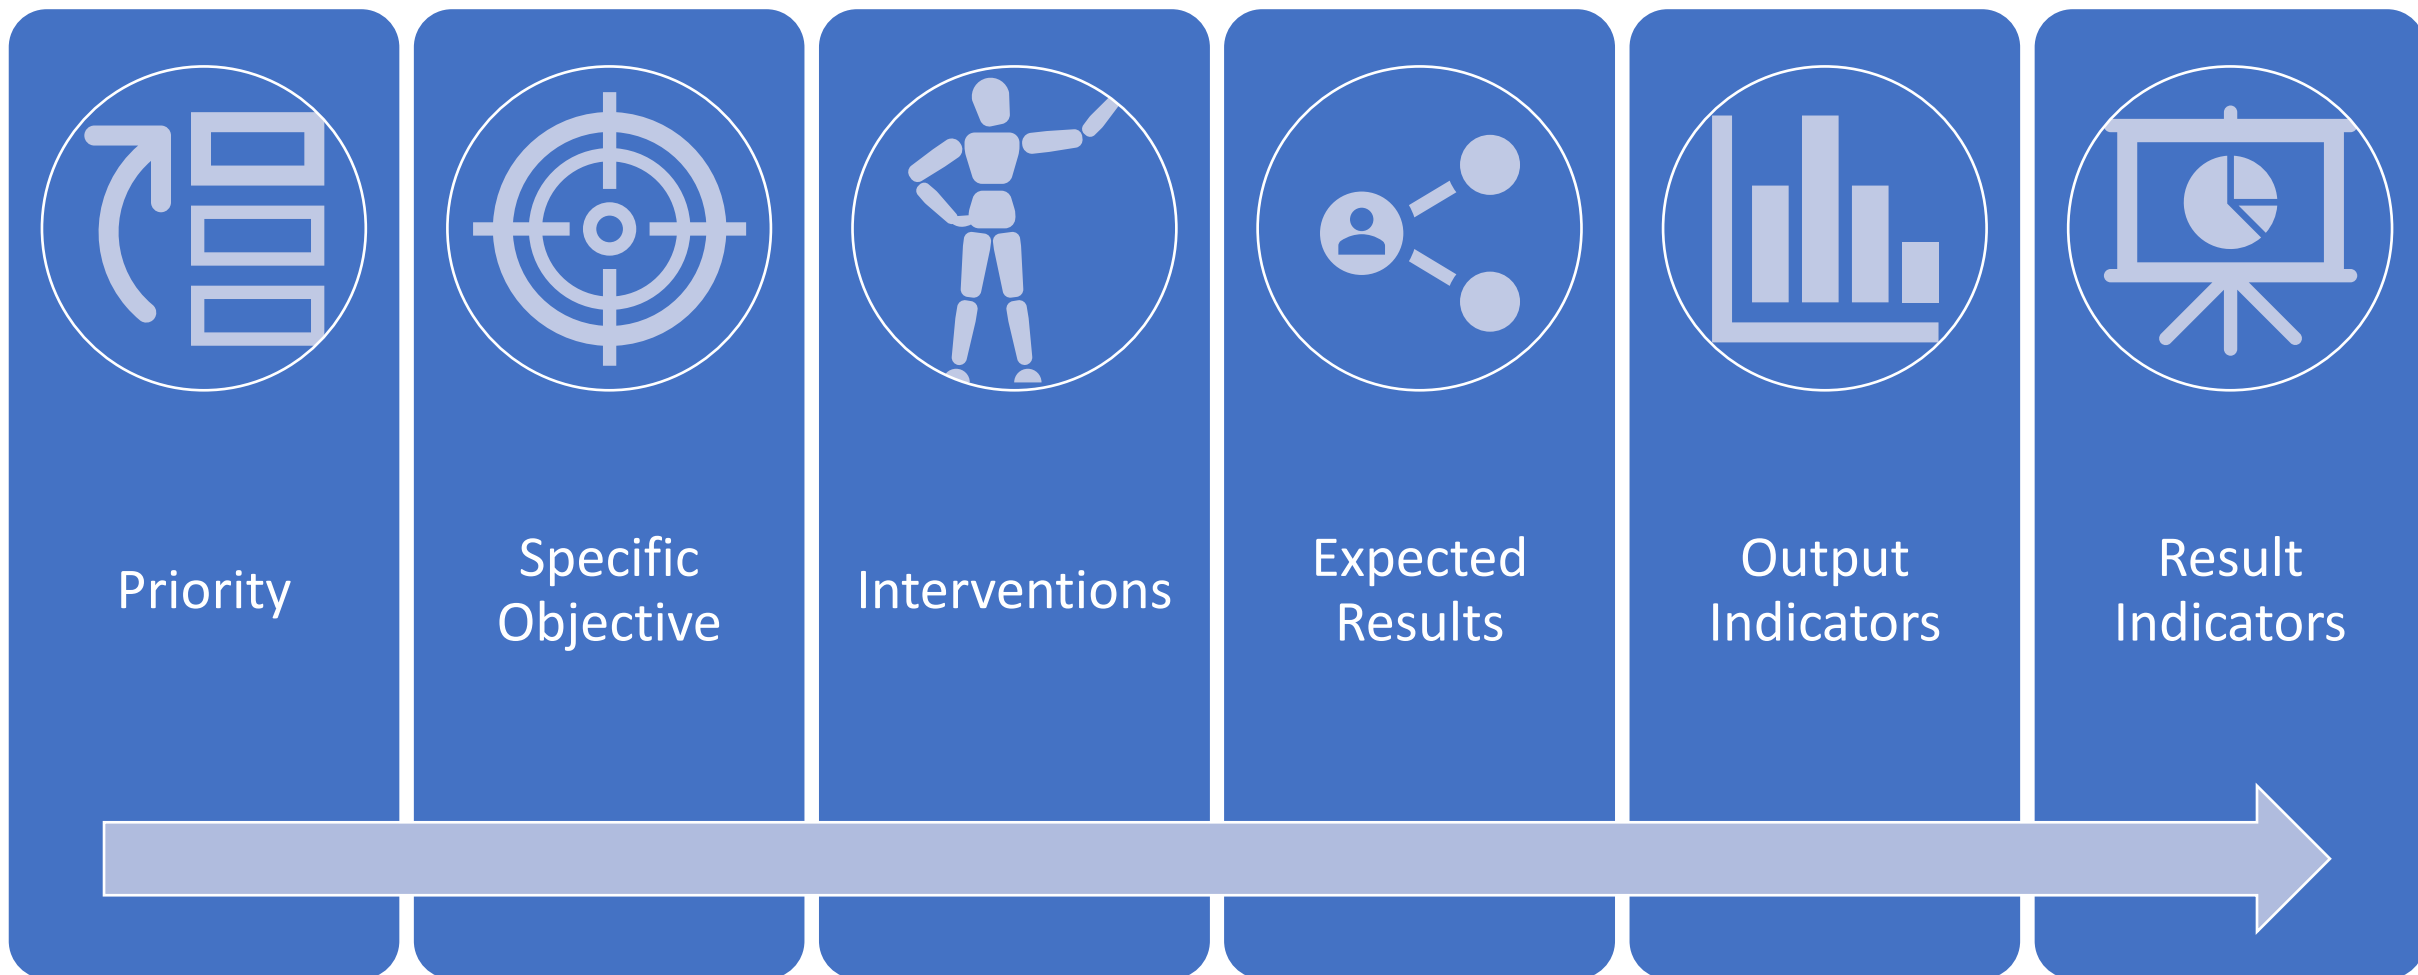 Priority
Specific
Objective
Interventions
Expected
Results
Output
Indicators
Result
Indicators